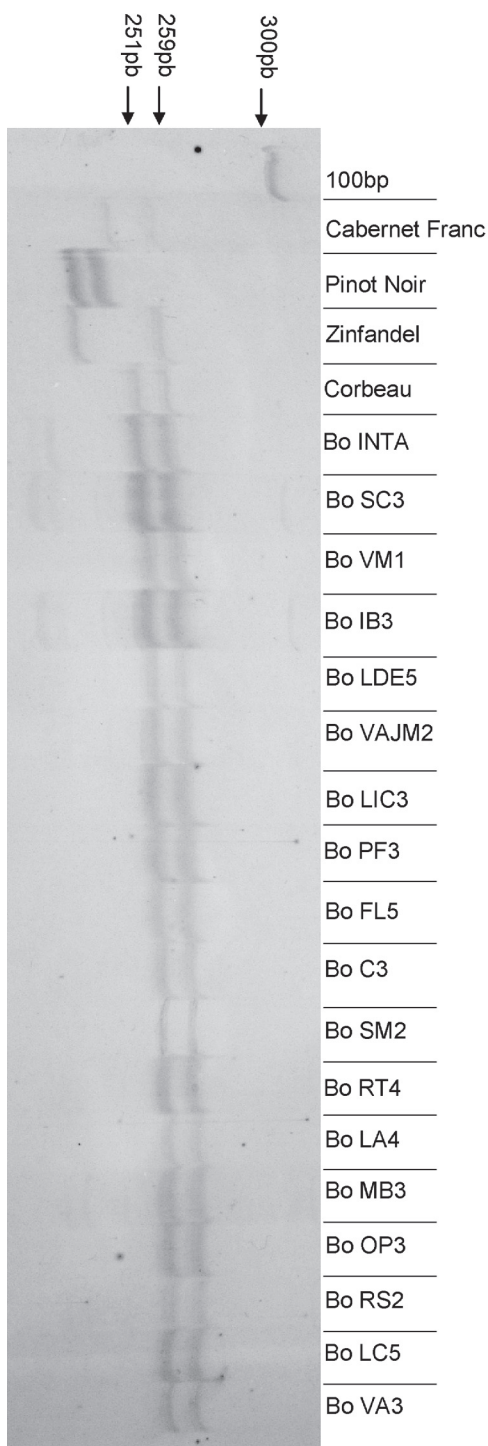 251pb
259pb
300pb
100bp
Cabernet Franc
Pinot Noir
Zinfandel
Corbeau
Bo INTA
Bo SC3
Bo VM1
Bo IB3
Bo LDE5
Bo VAJM2
Bo LIC3
Bo PF3
Bo FL5
Bo C3
Bo SM2
Bo RT4
Bo LA4
Bo MB3
Bo OP3
Bo RS2
Bo LC5
Bo VA3